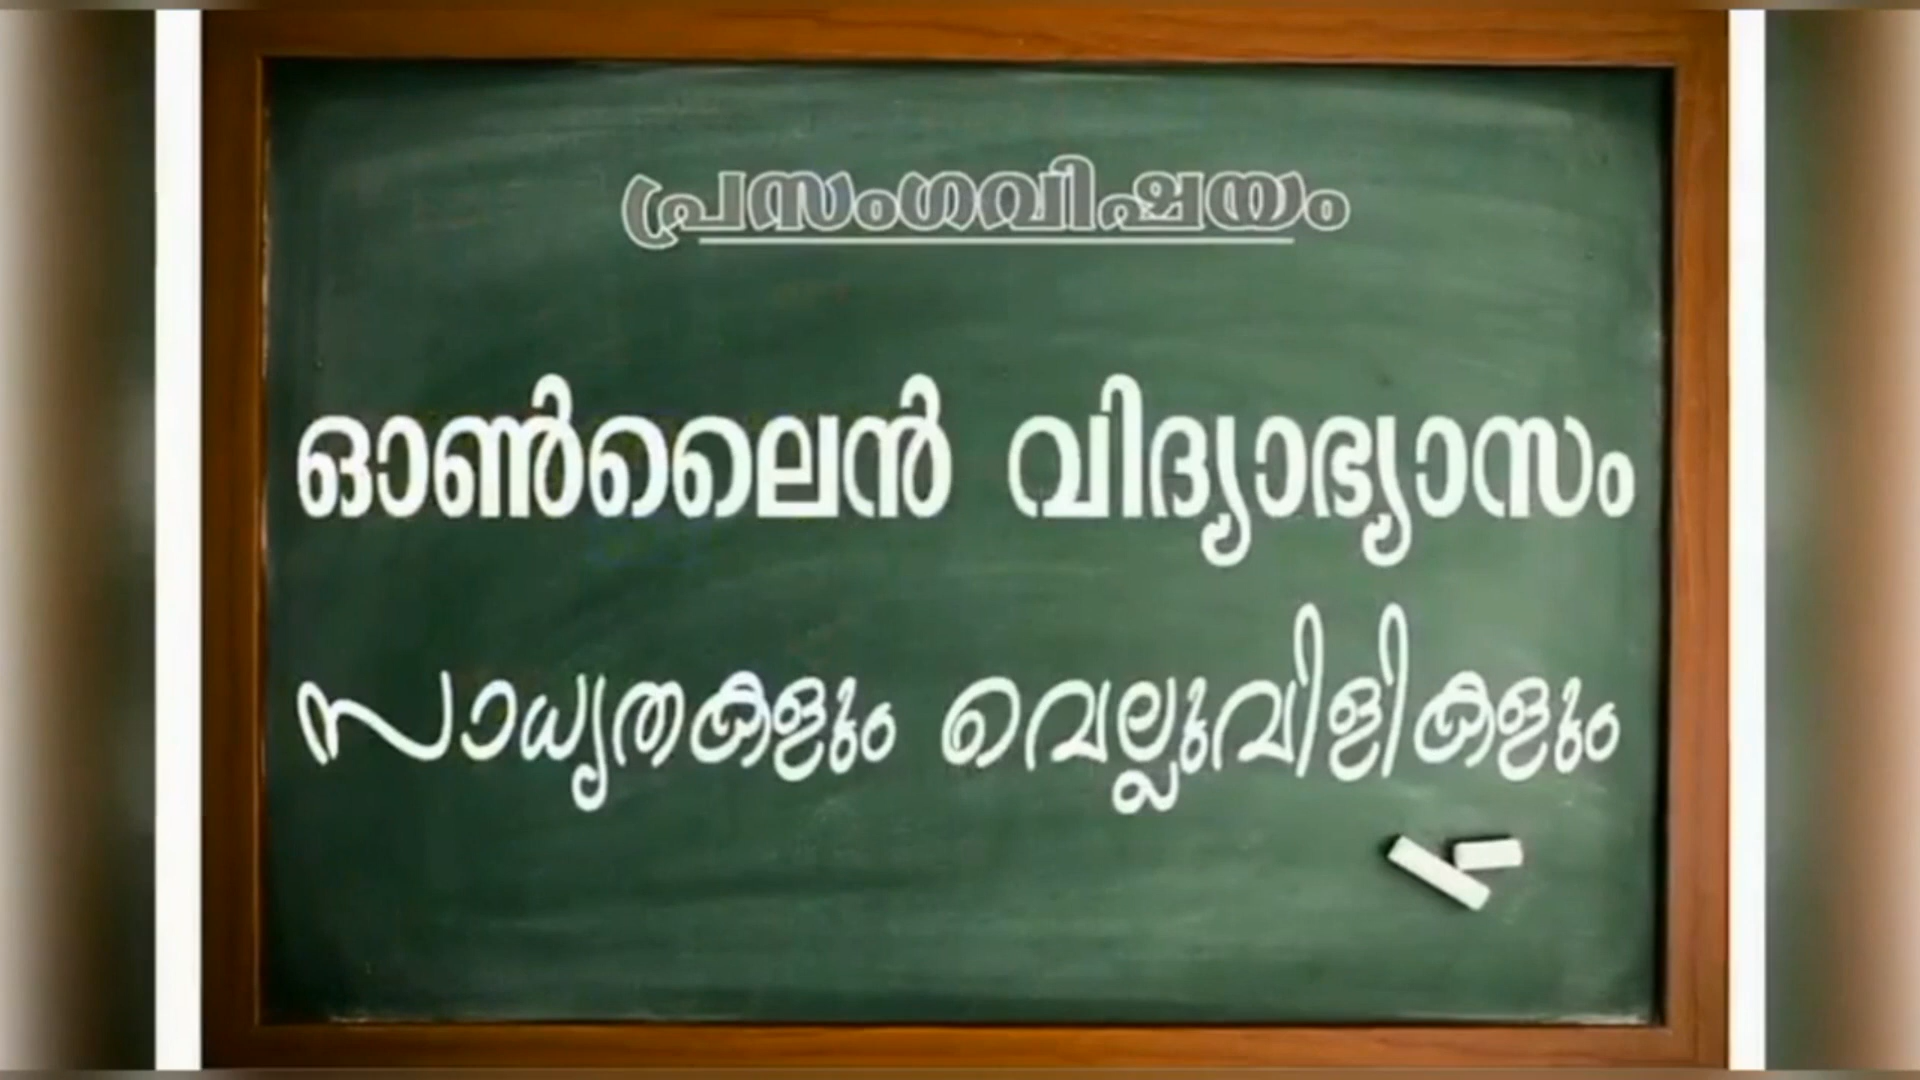 പ്രസംഗവിഷയം
ഓൺലൈൻ വിദ്യാഭ്യാസം
സാധ്യതകളും വെല്ലുവിളികളും